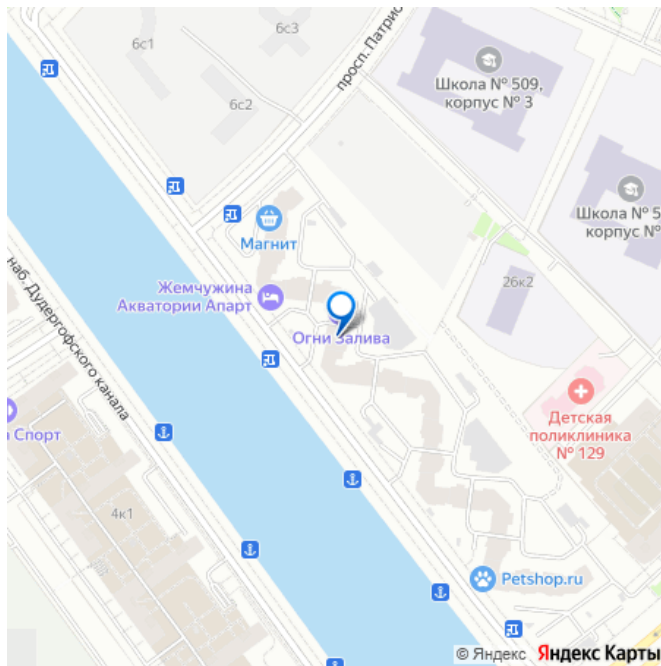 6с3
6с1
просп. Патрис
6с2
Школа № 509,
корпус № 3
Школа № 5
корпус №
Магнит
26к2
наб. Дудергофского канала
Жемчужина
Акватории Апарт
Огни Залива
Детская
поликлиника
№ 129
а Спорт
4к1
Petshop.ru
© Яндекс Яндекс Карты